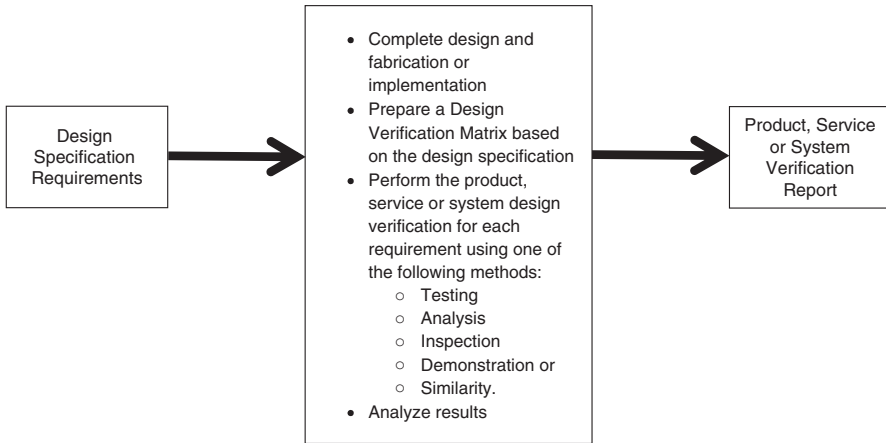 Design
Specification
Requirements
• Complete design and
fabrication or
implementation
• Prepare a Design
Verification Matrix based
on the design specification
• Perform the product,
service or system design
verification for each
requirement using one of
the following methods:
○ Testing
○ Analysis
○ Inspection
○ Demonstration or
○ Similarity.
• Analyze results
Product, Service
or System
Verification
Report